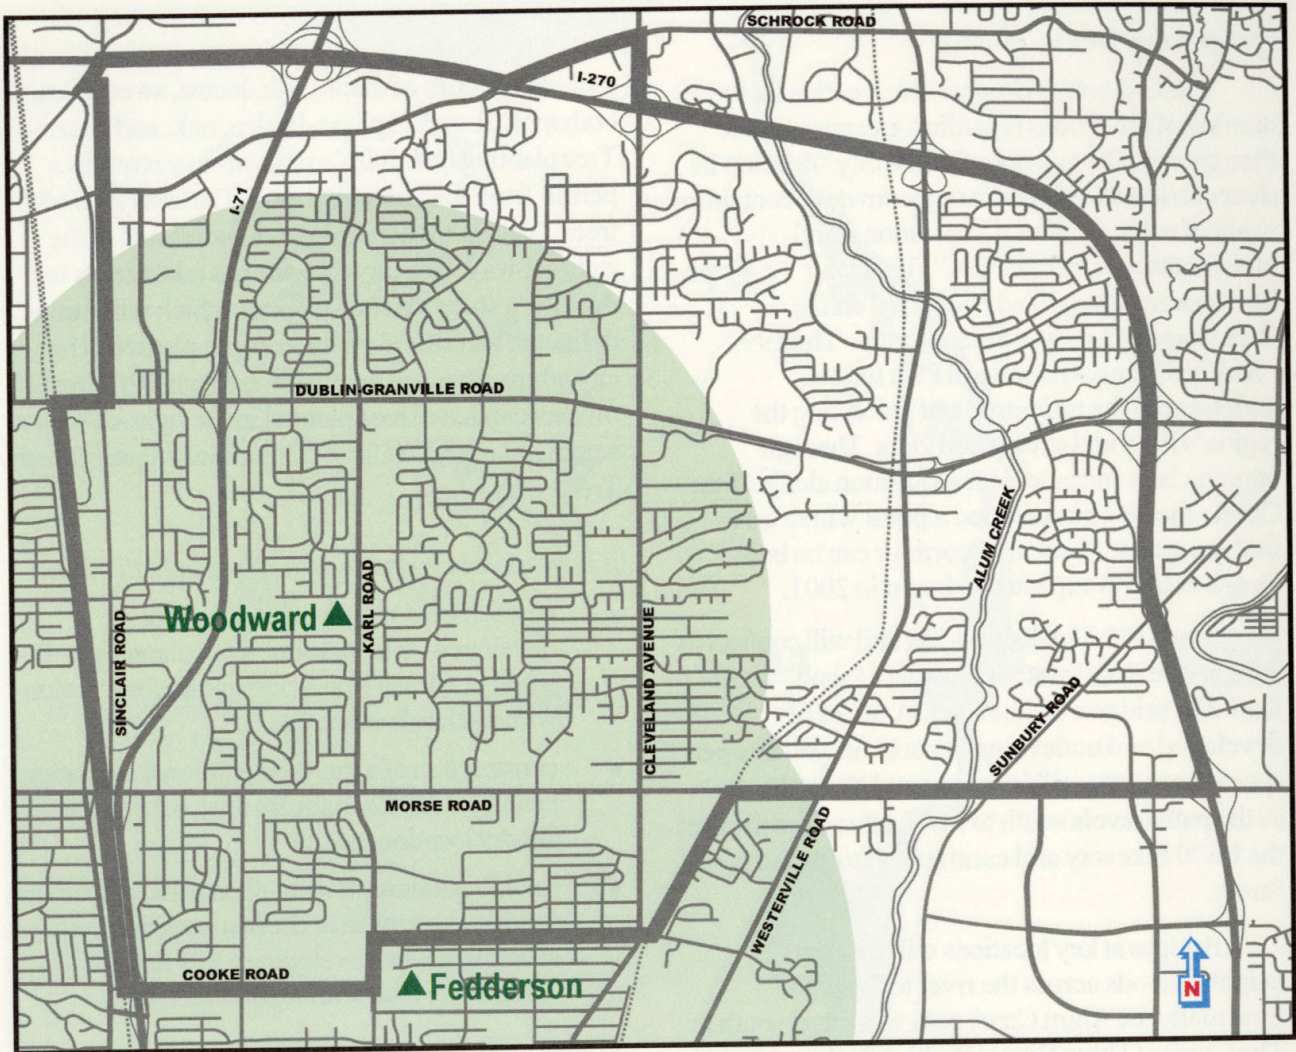 SCHROCK ROAD
I-270
I-71
DUBLIN-GRANVILLE ROAD
ALUM CREEK
Woodward
KARL ROAD
SINCLAIR ROAD
CLEVELAND AVENUE
SUNBURY ROAD
MORSE ROAD
WESTERVILLE ROAD
COOKE ROAD
Fedderson
N